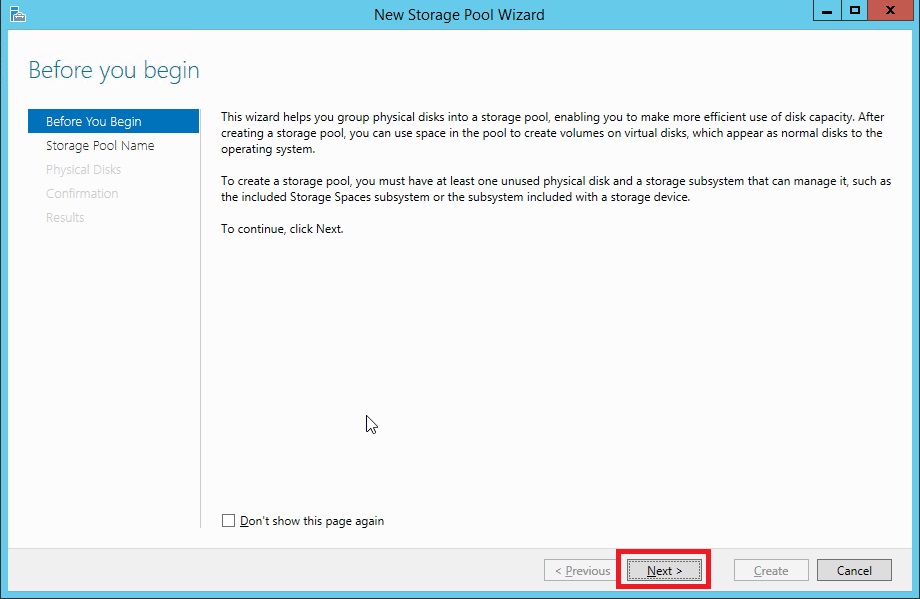 New Storage Pool Wizard
Before you begin
Before You Begin
Storage Pool Name
Physical Disks
Confirmation
Results
This wizard helps you group physical disks into a storage pool, enabling you to make more efficient use of disk capacity. After
creating a storage pool, you can use space in the pool to create volumes on virtual disks, which appear as normal disks to the
operating system.
To create a storage pool, you must have at least one unused physical disk and a storage subsystem that can manage it, such as
the included Storage Spaces subsystem or the subsystem included with a storage device.
To continue, click Next.
Don't show this page again
< Previous
Next >
Create
Cancel